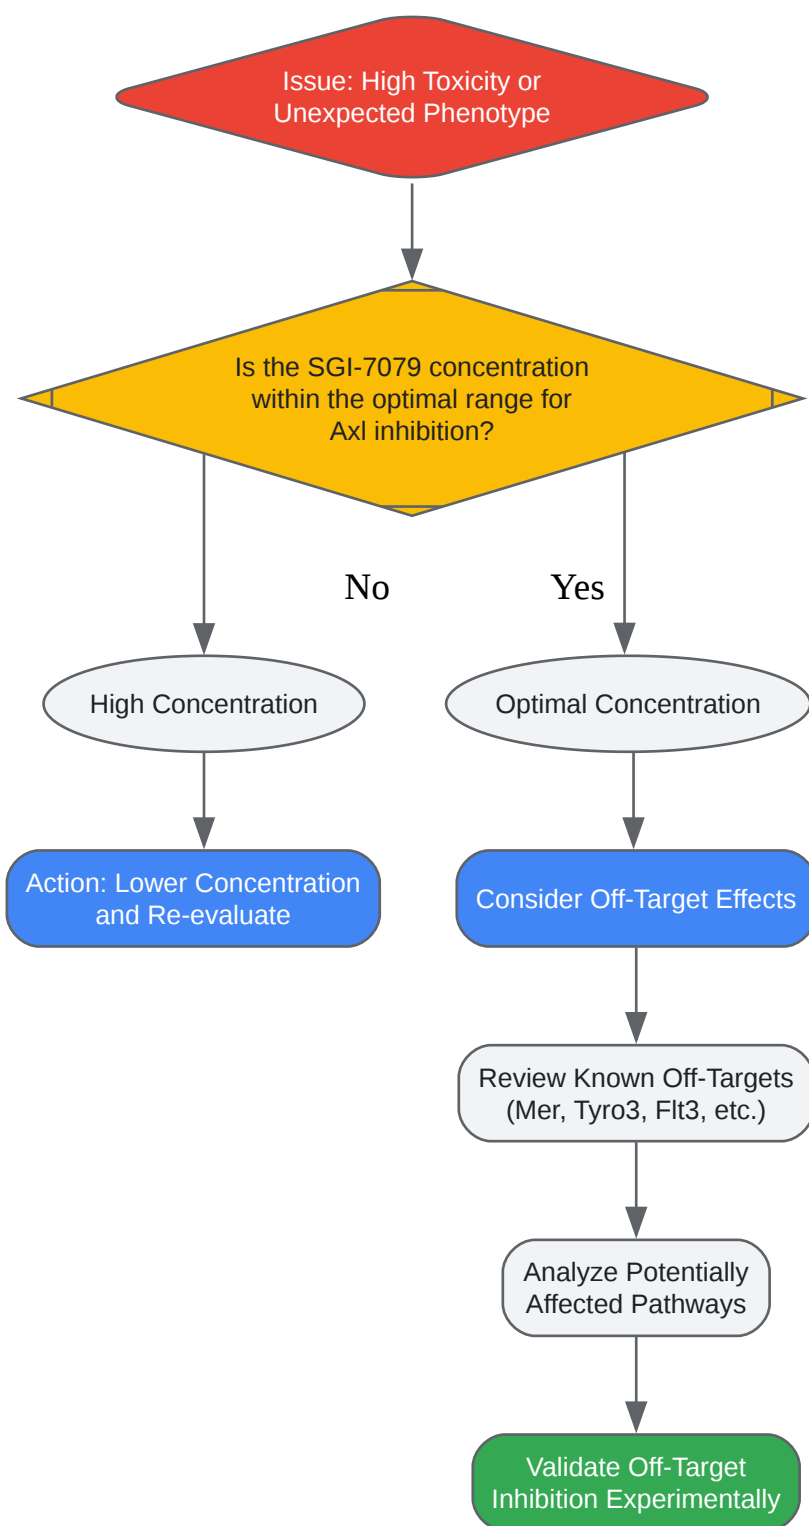 Issue: High Toxicity or
Unexpected Phenotype
Is the SGI-7079 concentration
within the optimal range for
Axl inhibition?
No
Yes
High Concentration
Optimal Concentration
Action: Lower Concentration
and Re-evaluate
Consider Off-Target Effects
Review Known Off-Targets
(Mer, Tyro3, Flt3, etc.)
Analyze Potentially
Affected Pathways
Validate Off-Target
Inhibition Experimentally